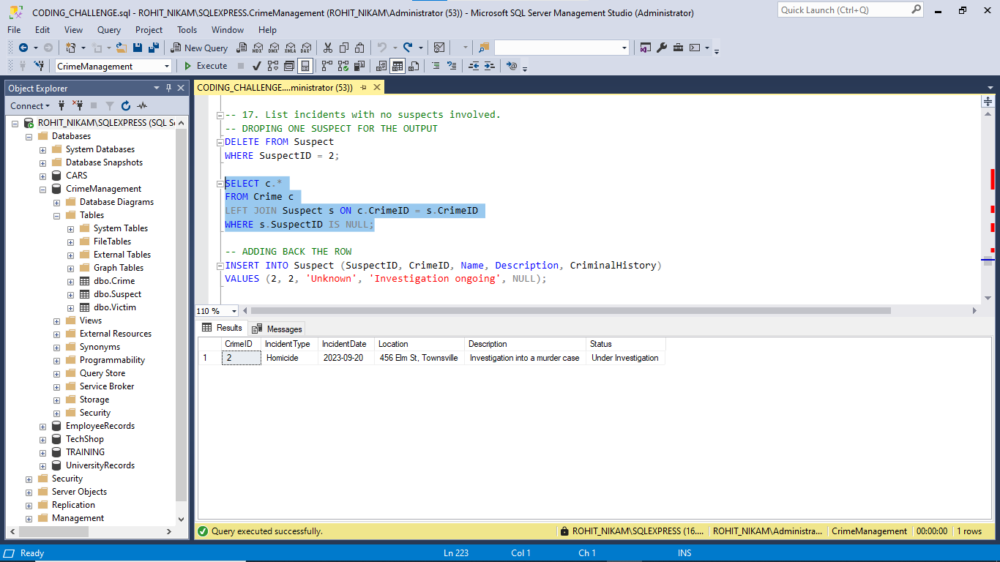 CODING_CHALLENGE.sql - ROHIT_NIKAM\SQLEXPRESS.CrimeManagement (ROHIT_NIKAM\Administrator (53)) - Microsoft SQL Server Management Studio (Administrator)
Quick Launch (Ctrl+Q)
File Edit View Query Project Tools Window Help
New Query MDX DMX XMLA DAX
CrimeManagement Execute
Object Explorer
CODING_CHALLENGE....ministrator (53))
Connect
ROHIT_NIKAM\SQLEXPRESS (SQL S
Databases
System Databases
Database Snapshots
CARS
CrimeManagement
Database Diagrams
Tables
System Tables
FileTables
External Tables
Graph Tables
dbo.Crime
dbo.Suspect
dbo.Victim
Views
External Resources
Synonyms
Programmability
Query Store
Service Broker
Storage
Security
EmployeeRecords
TechShop
TRAINING
UniversityRecords
Security
Server Objects
Replication
Management
-- 17. List incidents with no suspects involved.
-- DROPING ONE SUSPECT FOR THE OUTPUT
DELETE FROM Suspect
WHERE SuspectID = 2;
SELECT c.*
FROM Crime c
LEFT JOIN Suspect s ON c.CrimeID = s.CrimeID
WHERE s.SuspectID IS NULL;
-- ADDING BACK THE ROW
INSERT INTO Suspect (SuspectID, CrimeID, Name, Description, CriminalHistory)
VALUES (2, 2, 'Unknown', 'Investigation ongoing', NULL);
110 %
Results Messages
CrimeID IncidentType IncidentDate Location Description Status
1 2 Homicide 2023-09-20 456 Elm St, Townsville Investigation into a murder case Under Investigation
Query executed successfully. ROHIT_NIKAM\SQLEXPRESS (16.... ROHIT_NIKAM\Administra... CrimeManagement 00:00:00 1 rows
Ready Ln 223 Col 1 Ch 1 INS